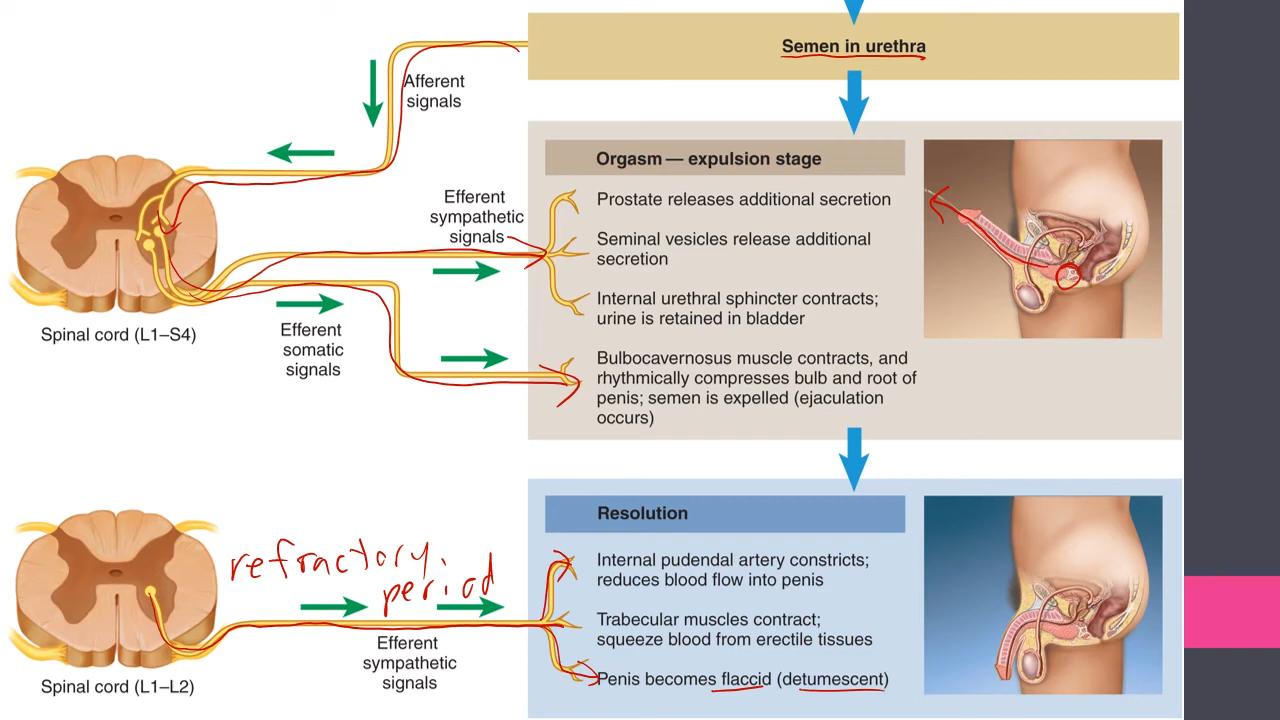 Semen in urethra
Afferent
signals
Orgasm — expulsion stage
Efferent
sympathetic
signals
Prostate releases additional secretion
Seminal vesicles release additional
secretion
Internal urethral sphincter contracts;
urine is retained in bladder
Spinal cord (L1–S4)
Efferent
somatic
signals
Bulbocavernosus muscle contracts, and
rhythmically compresses bulb and root of
penis; semen is expelled (ejaculation
occurs)
Resolution
refractory.
period
Internal pudendal artery constricts;
reduces blood flow into penis
Trabecular muscles contract;
squeeze blood from erectile tissues
Efferent
sympathetic
signals
Penis becomes flaccid (detumescent)
Spinal cord (L1–L2)